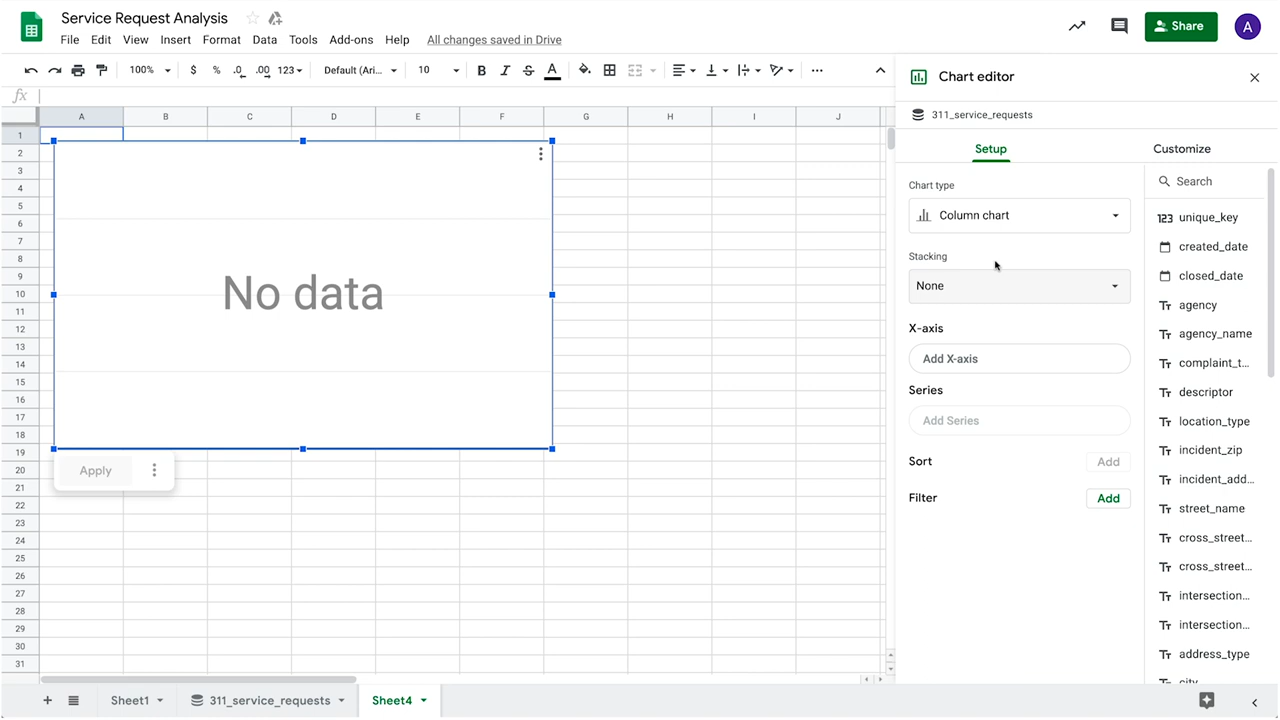 Service Request Analysis
File Edit View Insert Format Data Tools Add-ons Help All changes saved in Drive
Share
A
100% $ % .0 .00 123 Default (Ari... 10 B I S A
fx
A B C D E F G H I J
1
2
3
4
5
6
7
8
9
10
11
12
13
14
15
16
17
18
19
20
21
22
23
24
25
26
27
28
29
30
31
No data
Apply
Chart editor
311_service_requests
Setup Customize
Chart type
Column chart
Stacking
None
X-axis
Add X-axis
Series
Add Series
Sort Add
Filter Add
Search
123 unique_key
created_date
closed_date
Tт agency
Tт agency_name
Tт complaint_t...
Tт descriptor
Tт location_type
Tт incident_zip
Tт incident_add...
Tт street_name
Tт cross_street...
Tт cross_street...
Tт intersection...
Tт intersection...
Tт address_type
Tт city
Sheet1 311_service_requests Sheet4